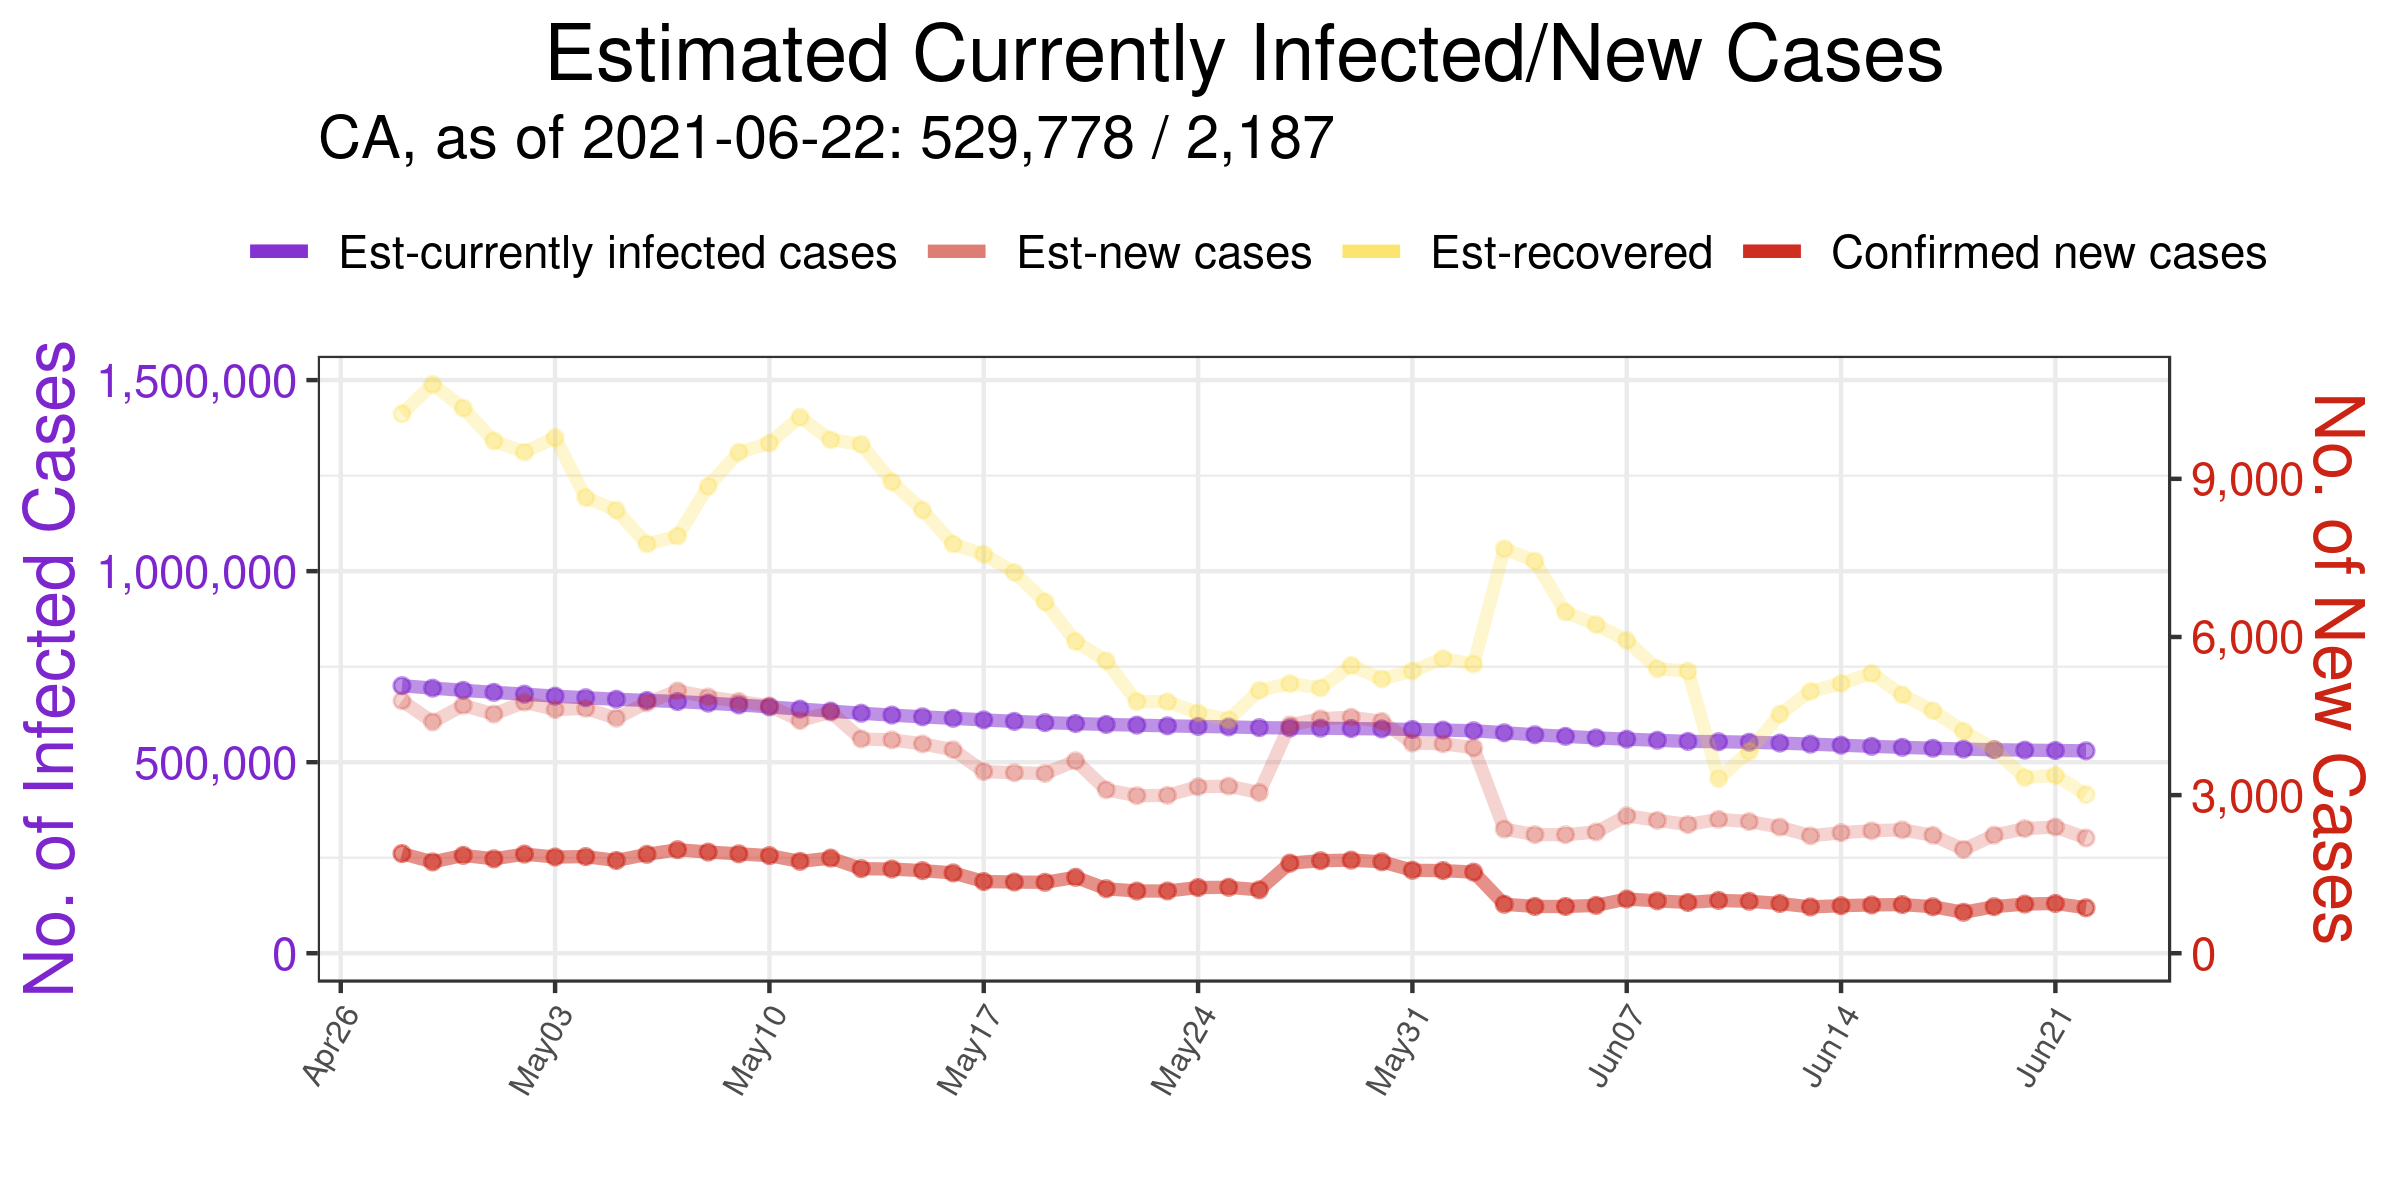 Estimated Currently Infected/New Cases
CA, as of 2021-06-22: 529,778 / 2,187
Est-currently infected cases Est-new cases Est-recovered Confirmed new cases
No. of Infected Cases
1,500,000
1,000,000
500,000
0
9,000
6,000
3,000
0
No. of New Cases
Apr26 May03 May10 May17 May24 May31 Jun07 Jun14 Jun21